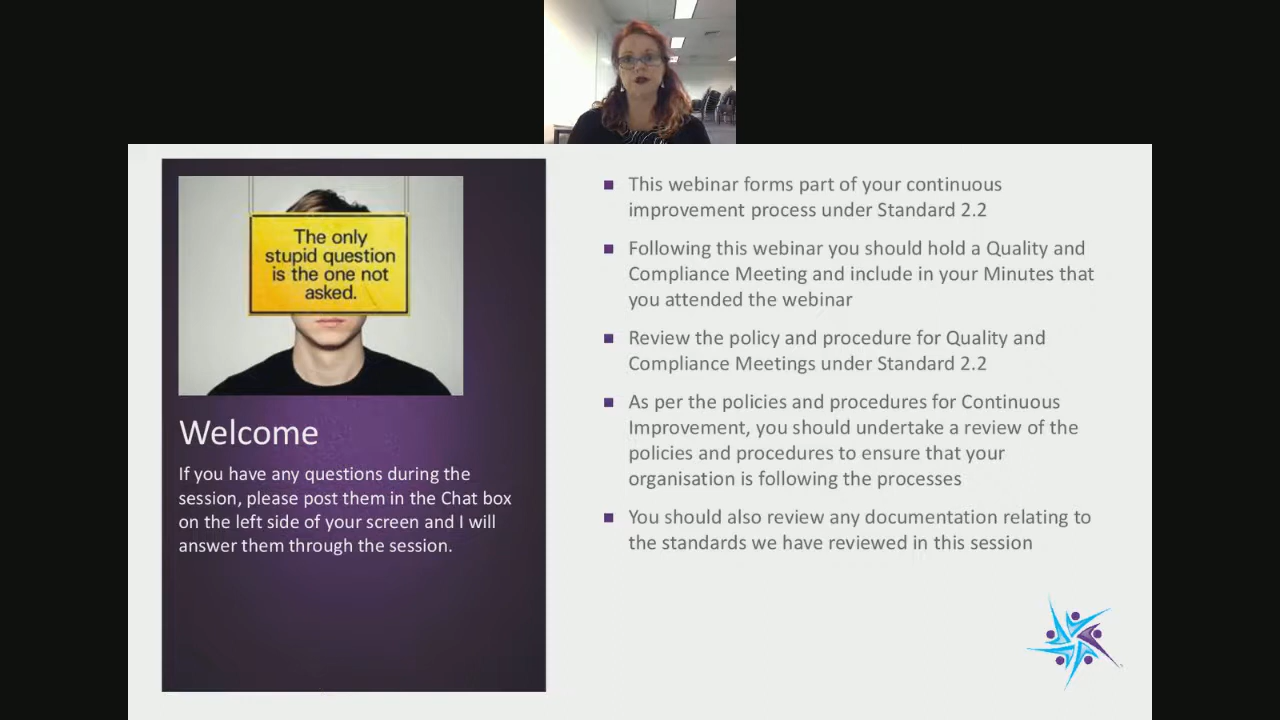 The only
stupid question
is the one not
asked.
Welcome
If you have any questions during the
session, please post them in the Chat box
on the left side of your screen and I will
answer them through the session.
This webinar forms part of your continuous
improvement process under Standard 2.2
Following this webinar you should hold a Quality and
Compliance Meeting and include in your Minutes that
you attended the webinar
Review the policy and procedure for Quality and
Compliance Meetings under Standard 2.2
As per the policies and procedures for Continuous
Improvement, you should undertake a review of the
policies and procedures to ensure that your
organisation is following the processes
You should also review any documentation relating to
the standards we have reviewed in this session